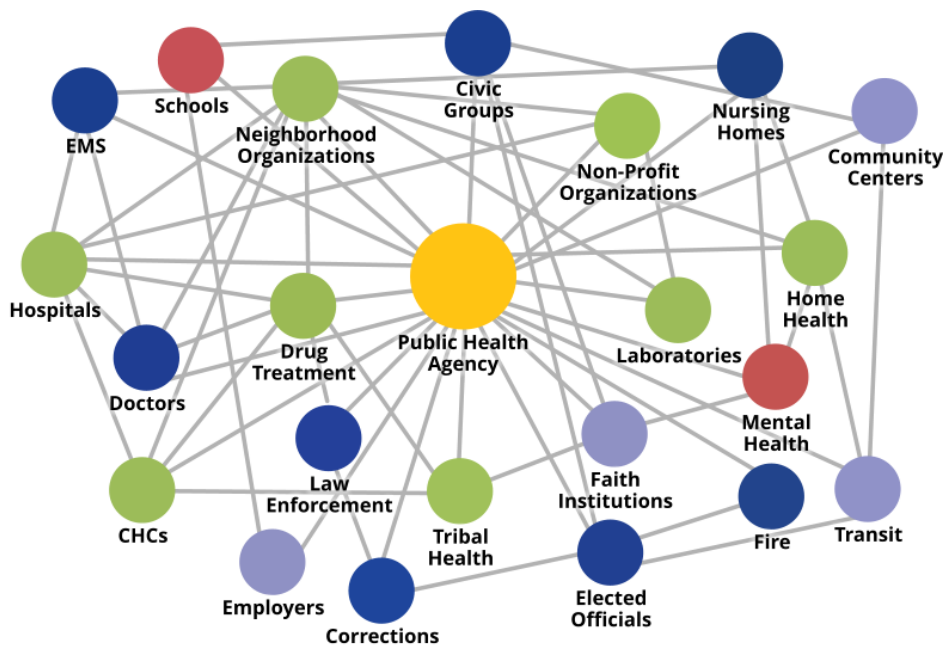 Schools
Civic
Groups
Nursing
Homes
EMS
Neighborhood
Organizations
Non-Profit
Organizations
Community
Centers
Hospitals
Drug
Treatment
Public Health
Agency
Laboratories
Home
Health
Doctors
Law
Enforcement
Mental
Health
Faith
Institutions
CHCs
Tribal
Health
Fire
Transit
Employers
Corrections
Elected
Officials